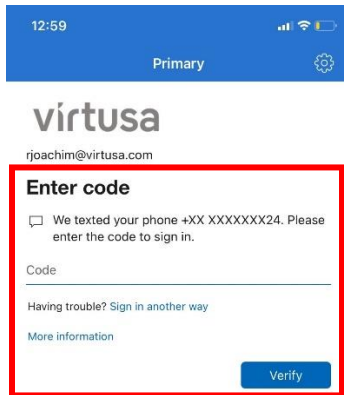 12:59
Primary
virtusa
rjoachim@virtusa.com
Enter code
We texted your phone +XX XXXXXXX24. Please
enter the code to sign in.
Code
Having trouble? Sign in another way
More information
Verify